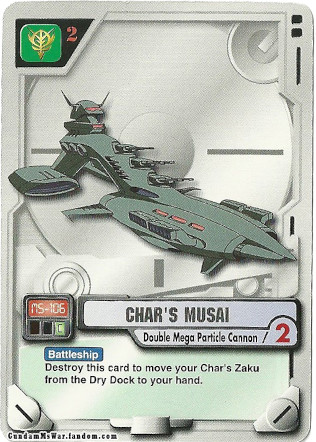 2
MS-106
CHAR'S MUSAI
Double Mega Particle Cannon / 2
Battleship
Destroy this card to move your Char's Zaku
from the Dry Dock to your hand.
GundamMsWar.fandom.com